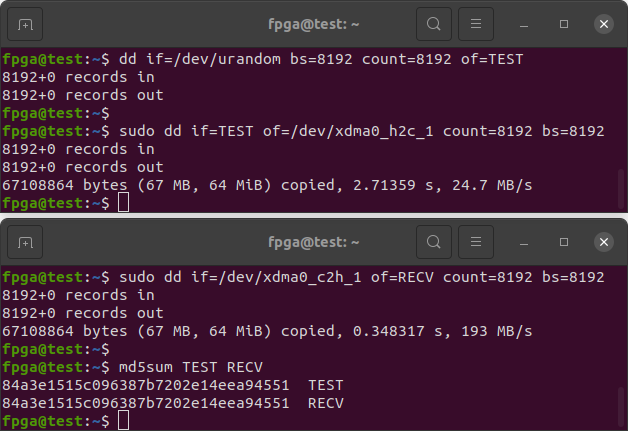 fpga@test: ~
fpga@test:~$ dd if=/dev/urandom bs=8192 count=8192 of=TEST
8192+0 records in
8192+0 records out
fpga@test:~$
fpga@test:~$ sudo dd if=TEST of=/dev/xdma0_h2c_1 count=8192 bs=8192
8192+0 records in
8192+0 records out
67108864 bytes (67 MB, 64 MiB) copied, 2.71359 s, 24.7 MB/s
fpga@test:~$
fpga@test: ~
fpga@test:~$ sudo dd if=/dev/xdma0_c2h_1 of=RECV count=8192 bs=8192
8192+0 records in
8192+0 records out
67108864 bytes (67 MB, 64 MiB) copied, 0.348317 s, 193 MB/s
fpga@test:~$
fpga@test:~$ md5sum TEST RECV
84a3e1515c096387b7202e14eea94551  TEST
84a3e1515c096387b7202e14eea94551  RECV
fpga@test:~$